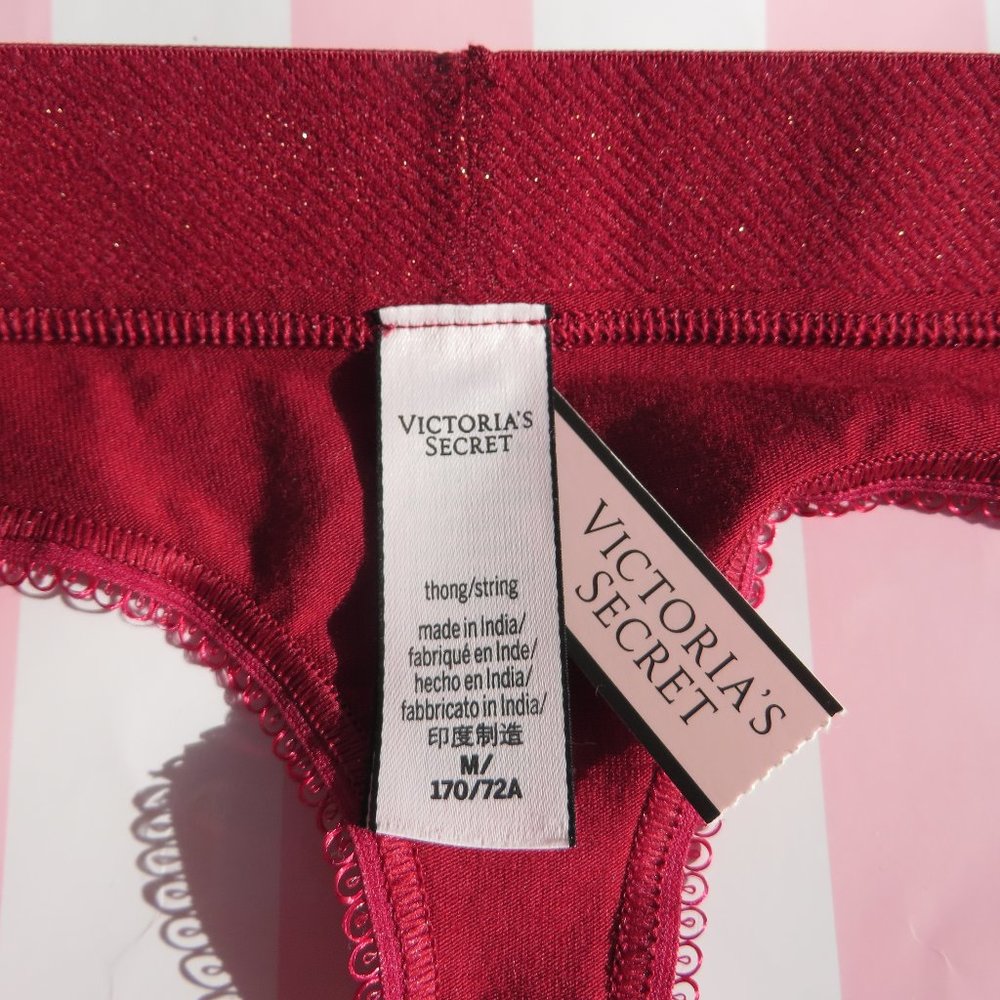 VICTORIA'S
SECRET
thong/string
made in India/
fabriqué en Inde/
hecho en India/
fabbricato in India/
印度制造
M/
170/72A
VICTORIA'S
SECRET